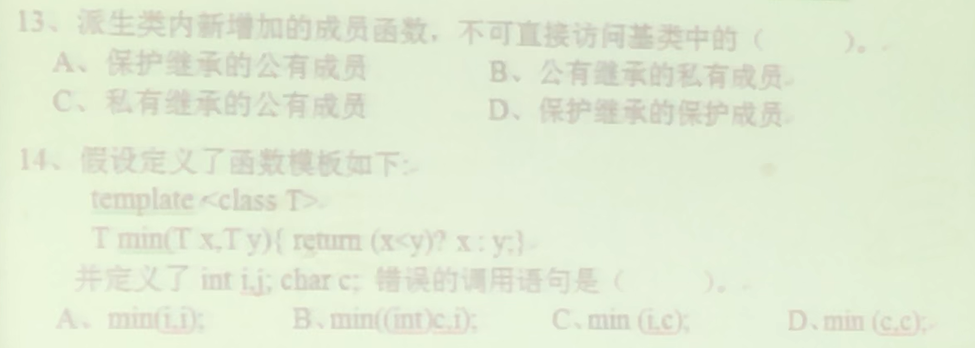 13、派生类内新增加的成员函数，不可直接访问基类中的（ ）。
A、保护继承的公有成员 B、公有继承的私有成员
C、私有继承的公有成员 D、保护继承的保护成员
14、假设定义了函数模板如下:
template <class T>
T min(T x,T y){ return (x<y)? x : y;}
并定义了 int i,j; char c; 错误的调用语句是（ ）。
A、min(i,j); B、min((int)c,i); C、min (i,c); D、min (c,c);